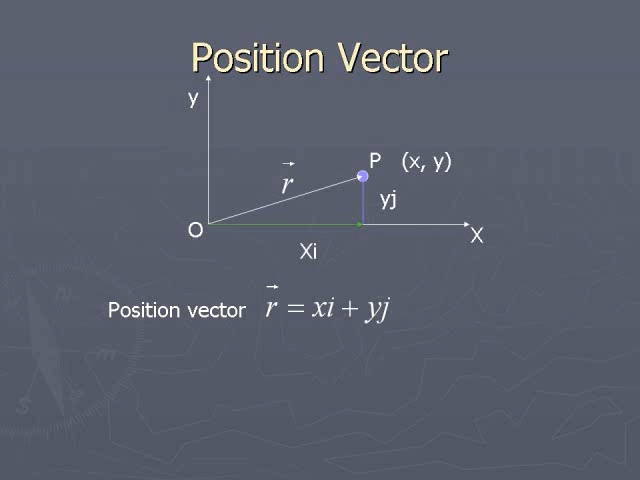 Position Vector
y
P (x, y)
r
yj
O
X
Xi
Position vector r = xi + yj
n
m
S